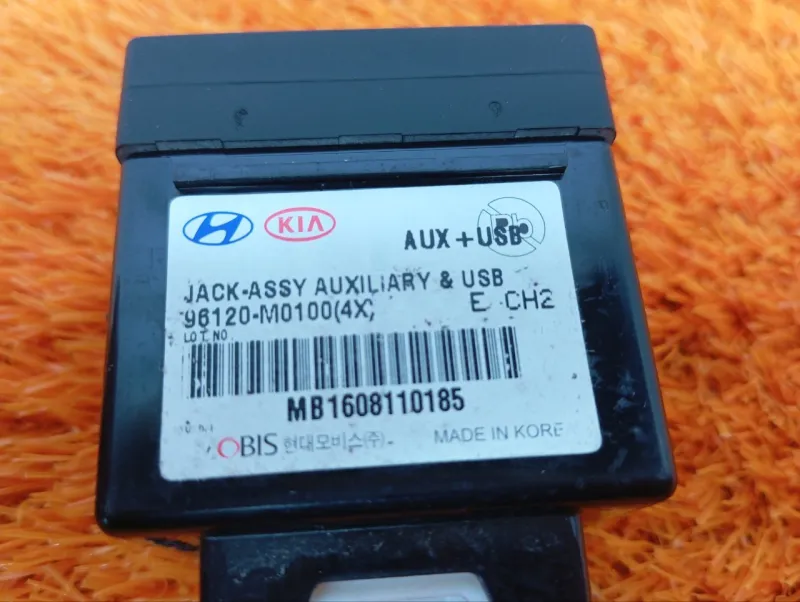 KIA
AUX + USB
Pb
JACK-ASSY AUXILIARY & USB
96120-M0100(4X) E CH2
LOT NO
MB1608110185
OBIS 현대모비스(주) MADE IN KORE